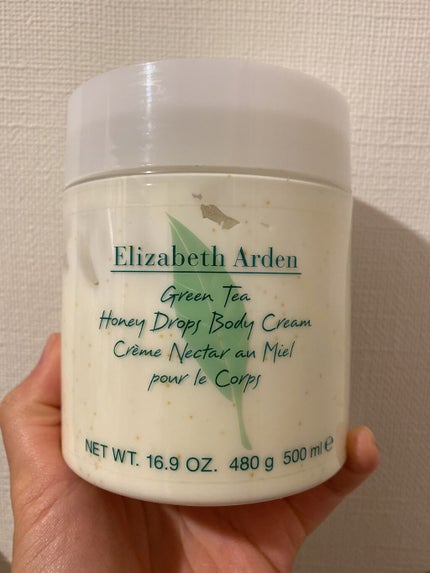 Elizabeth Arden
Green Tea
Honey Drops Body Cream
Crème Nectar au Miel
pour le Corps
NET WT. 16.9 OZ. 480 g 500 ml ℮